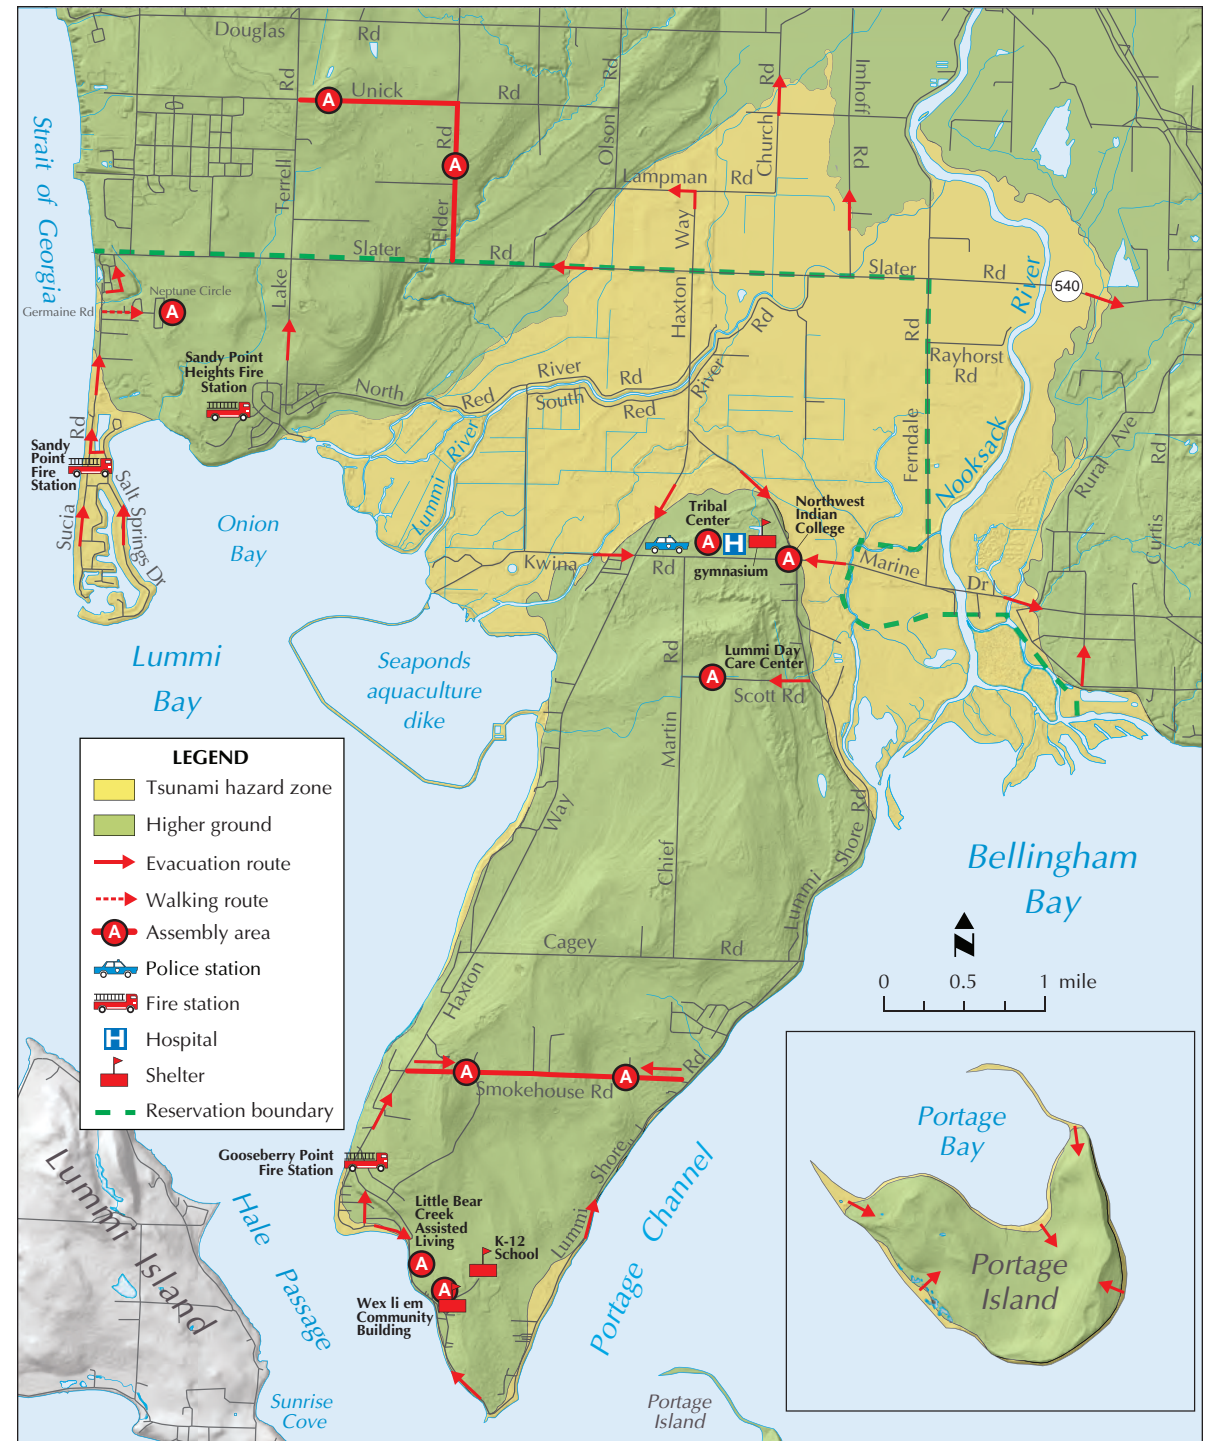 Douglas
Rd
Unick
Rd
A
Rd
Elder
A
Rd
Terrell
Lake
Olson
Rd
Rd
Church
Imhoff
Rd
Lampman
Rd
Way
Haxton
Strait of Georgia
Slater
Rd
Slater
Rd
540
Nooksack
River
Neptune Circle
Germaine Rd
A
Sandy Point
Heights Fire
Station
North
Red
River
Rd
South
Red
River
Rd
Rd
Ferndale
Rayhorst
Rd
Rural Ave
Curtis
Rd
Sandy
Point
Fire
Station
Sucia
Rd
Salt Springs Dr
Onion
Bay
Lummi River
Tribal
Center
A
H
gymnasium
Northwest
Indian
College
A
Kwina
Rd
Marine
Dr
Lummi
Bay
Seaponds
aquaculture
dike
Lummi Day
Care Center
A
Scott Rd
Chief
Martin
Rd
Haxton
Way
Lummi
Shore Rd
LEGEND
Tsunami hazard zone
Higher ground
Evacuation route
Walking route
A Assembly area
Police station
Fire station
H Hospital
Shelter
Reservation boundary
Bellingham
Bay
Cagey
Rd
N
0
0.5
1 mile
A
A
Smokehouse Rd
Lummi
Shore
Rd
Gooseberry Point
Fire Station
Little Bear
Creek
Assisted
Living
A
K-12
School
A
Wex li em
Community
Building
Lummi Island
Hale Passage
Sunrise
Cove
Portage Channel
Portage
Island
Portage
Bay
Portage
Island